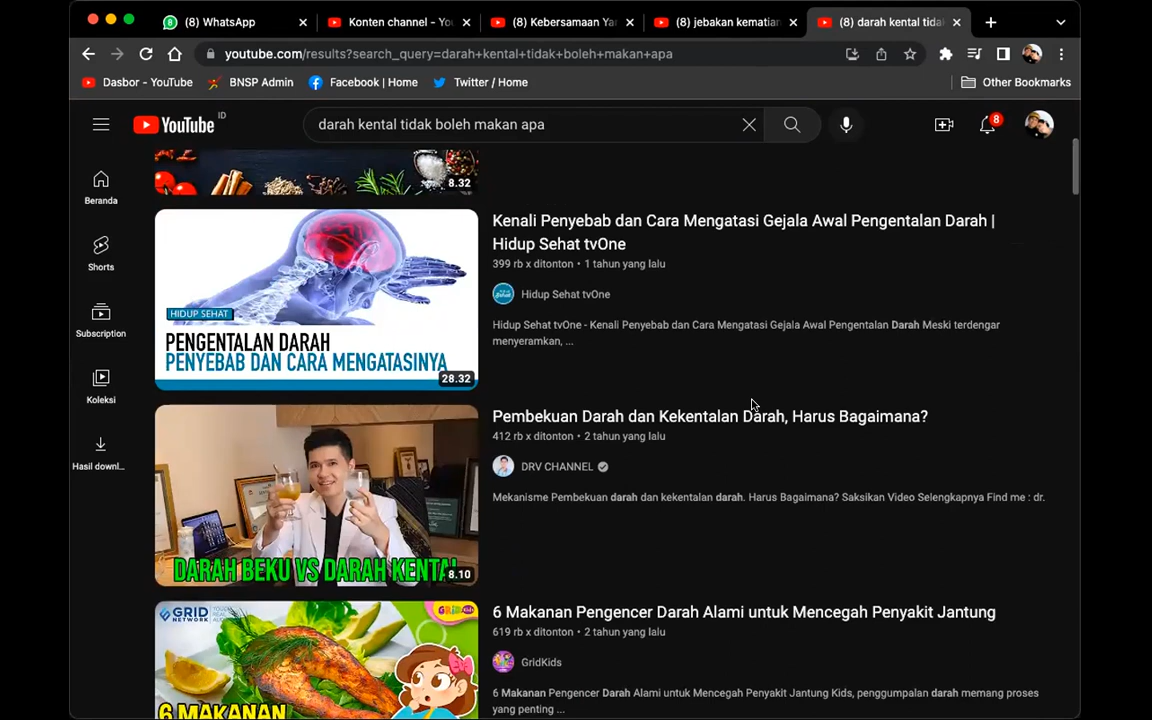 (8) WhatsApp
Konten channel - Yo
(8) Kebersamaan Ya
(8) jebakan kematian
(8) darah kental tida
youtube.com/results?search_query=darah+kental+tidak+boleh+makan+apa
Dasbor - YouTube
BNSP Admin
Facebook | Home
Twitter / Home
Other Bookmarks
YouTube ID
darah kental tidak boleh makan apa
8
Beranda
Shorts
Subscription
Koleksi
Hasil downl...
8.32
Kenali Penyebab dan Cara Mengatasi Gejala Awal Pengentalan Darah |
Hidup Sehat tvOne
399 rb x ditonton • 1 tahun yang lalu
Hidup Sehat tvOne
Hidup Sehat tvOne - Kenali Penyebab dan Cara Mengatasi Gejala Awal Pengentalan Darah Meski terdengar
menyeramkan, ...
HIDUP SEHAT
PENGENTALAN DARAH
PENYEBAB DAN CARA MENGATASINYA
28.32
Pembekuan Darah dan Kekentalan Darah, Harus Bagaimana?
412 rb x ditonton • 2 tahun yang lalu
DRV CHANNEL
Mekanisme Pembekuan darah dan kekentalan darah. Harus Bagaimana? Saksikan Video Selengkapnya Find me : dr.
DARAH BEKU VS DARAH KENTAL
8.10
6 Makanan Pengencer Darah Alami untuk Mencegah Penyakit Jantung
619 rb x ditonton • 2 tahun yang lalu
GridKids
6 Makanan Pengencer Darah Alami untuk Mencegah Penyakit Jantung Kids, penggumpalan darah memang proses
yang penting ...
GRID NETWORK
GRID Kids
6 MAKANAN